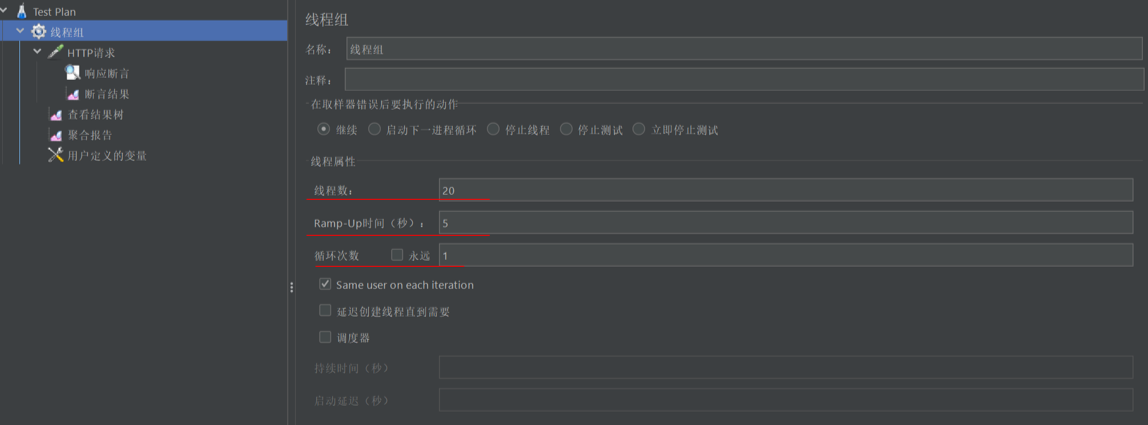 Test Plan
线程组
HTTP请求
响应断言
断言结果
查看结果树
聚合报告
用户定义的变量
线程组
名称： 线程组
注释：
在取样器错误后要执行的动作
继续 启动下一进程循环 停止线程 停止测试 立即停止测试
线程属性
线程数： 20
Ramp-Up时间（秒）： 5
循环次数 永远 1
Same user on each iteration
延迟创建线程直到需要
调度器
持续时间（秒）
启动延迟（秒）